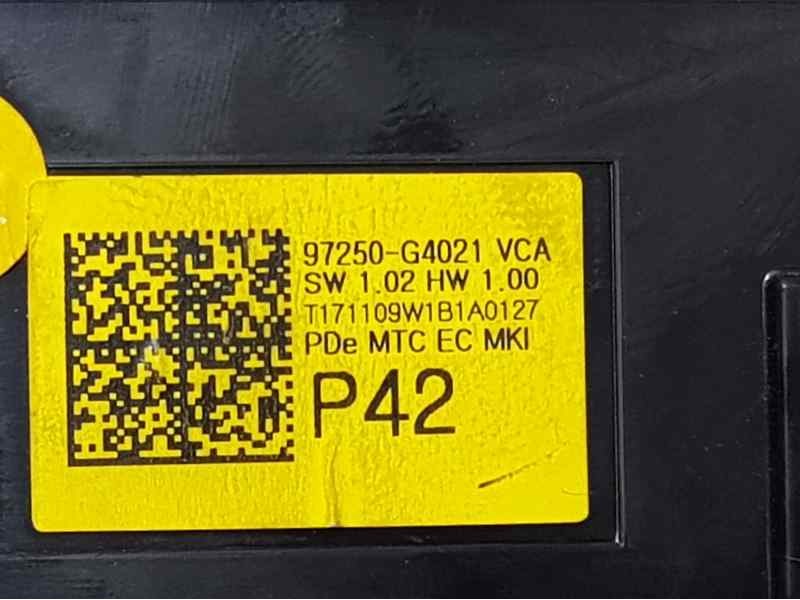 97250-G4021 VCA
SW 1.02 HW 1.00
T171109W1B1A0127
PDe MTC EC MKI
P42